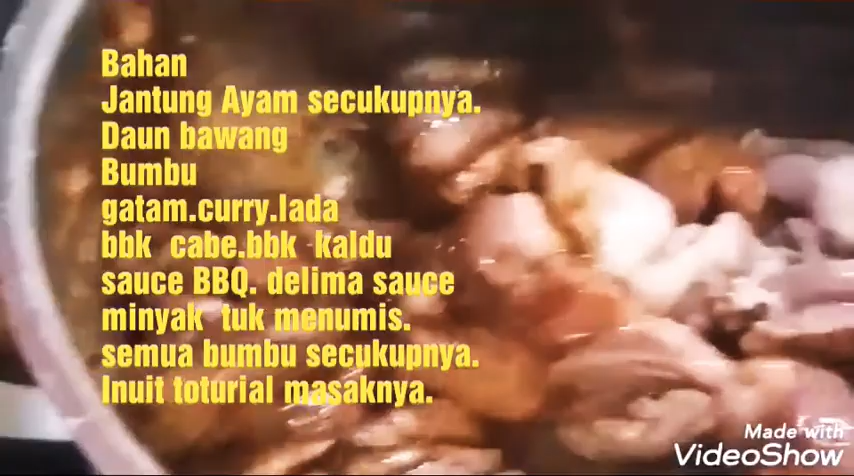 Bahan
Jantung Ayam secukupnya.
Daun bawang
Bumbu
gatam.curry.lada
bbk cabe.bbk kaldu
sauce BBQ. delima sauce
minyak tuk menumis.
semua bumbu secukupnya.
Inuit toturial masaknya.
Made with
VideoShow